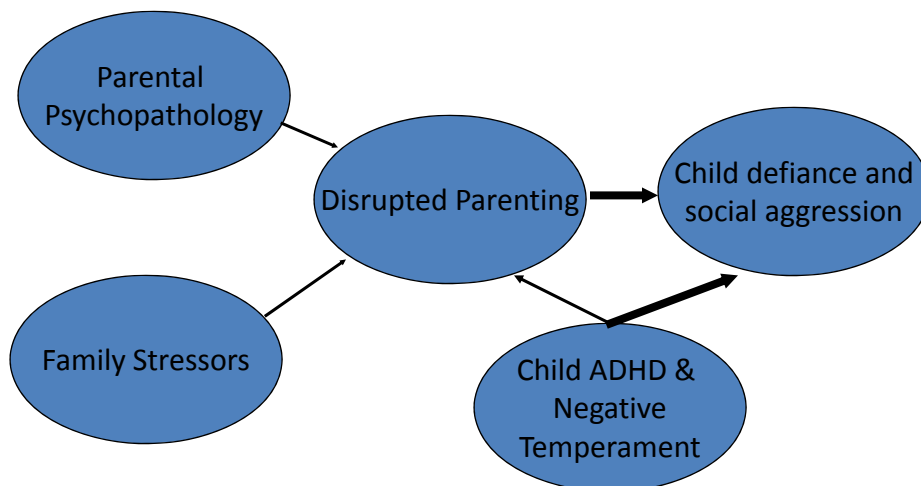 Parental
Psychopathology
Disrupted Parenting
Child defiance and
social aggression
Family Stressors
Child ADHD &
Negative
Temperament